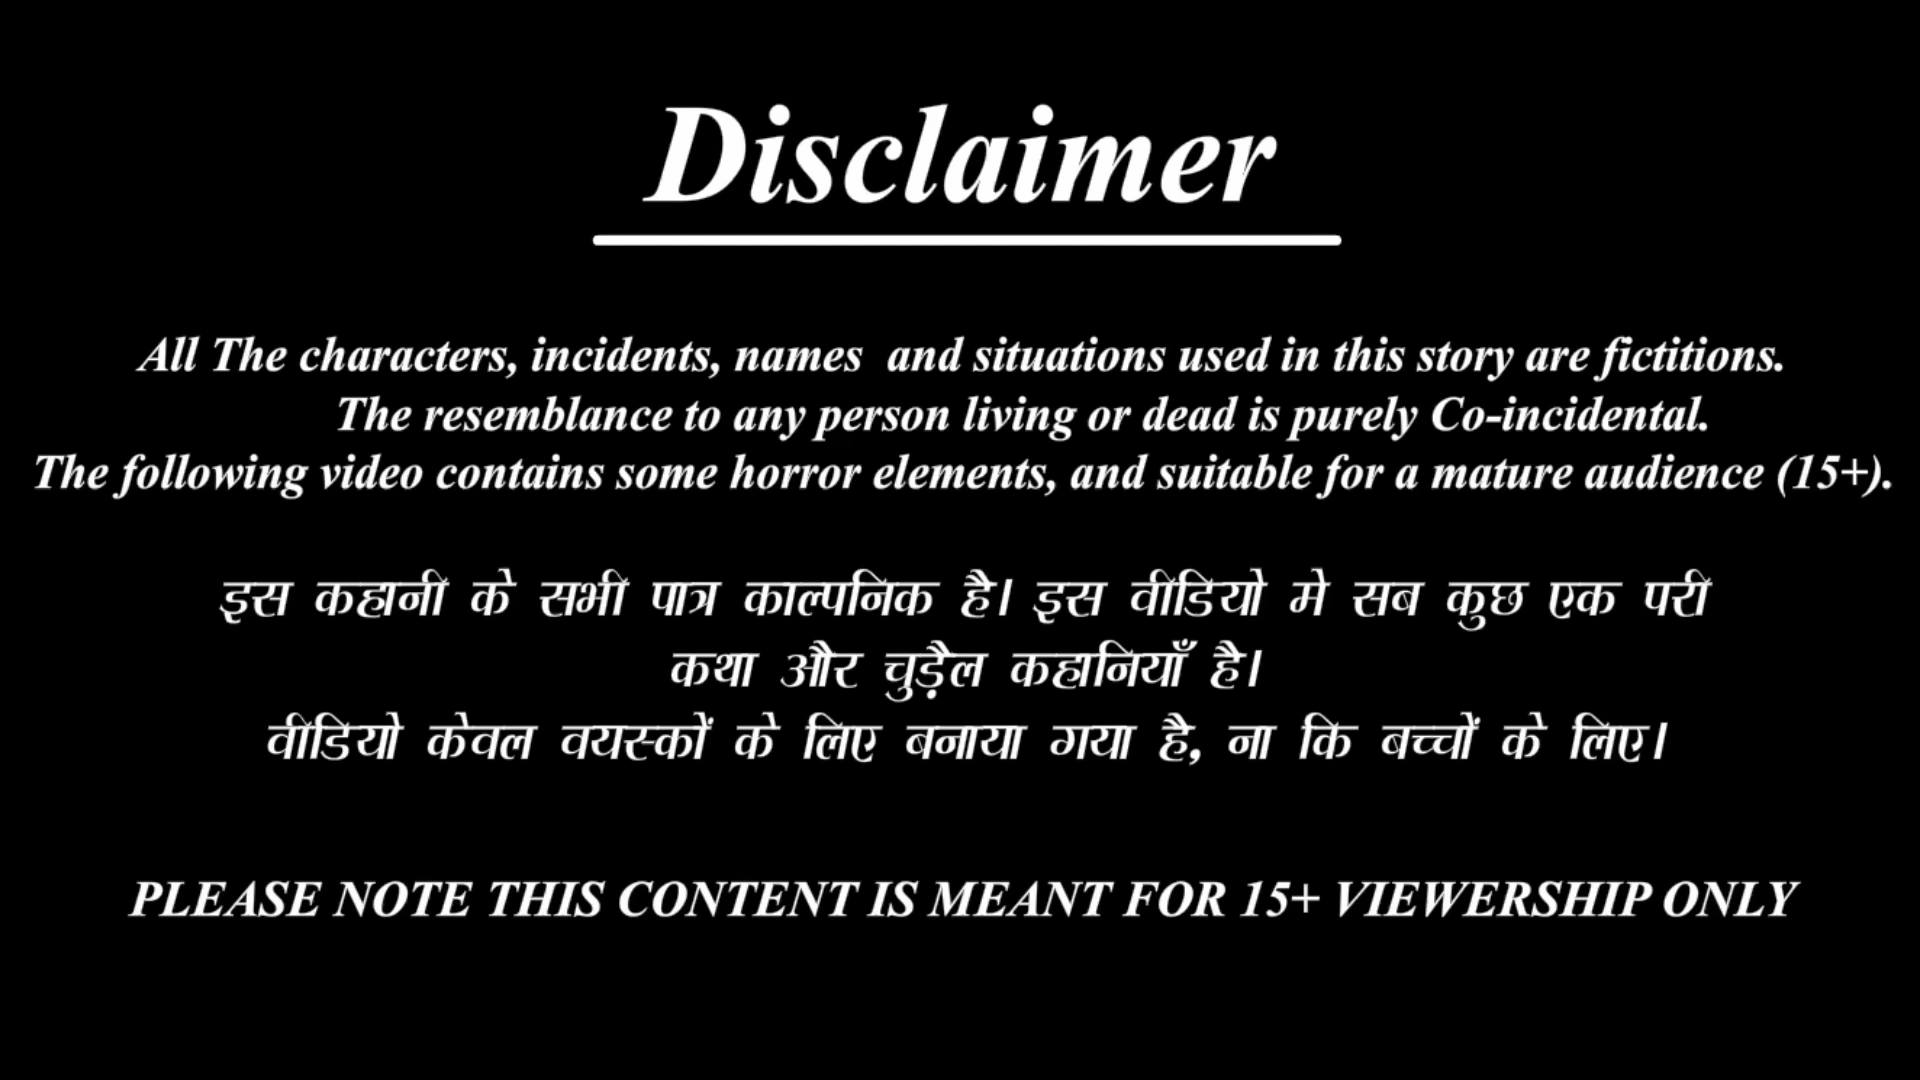 Disclaimer
All The characters, incidents, names and situations used in this story are fictitions.
The resemblance to any person living or dead is purely Co-incidental.
The following video contains some horror elements, and suitable for a mature audience (15+).
इस कहानी के सभी पात्र काल्पनिक है। इस वीडियो मे सब कुछ एक परी
कथा और चुड़ैल कहानियाँ है।
वीडियो केवल वयस्कों के लिए बनाया गया है, ना कि बच्चों के लिए।
PLEASE NOTE THIS CONTENT IS MEANT FOR 15+ VIEWERSHIP ONLY